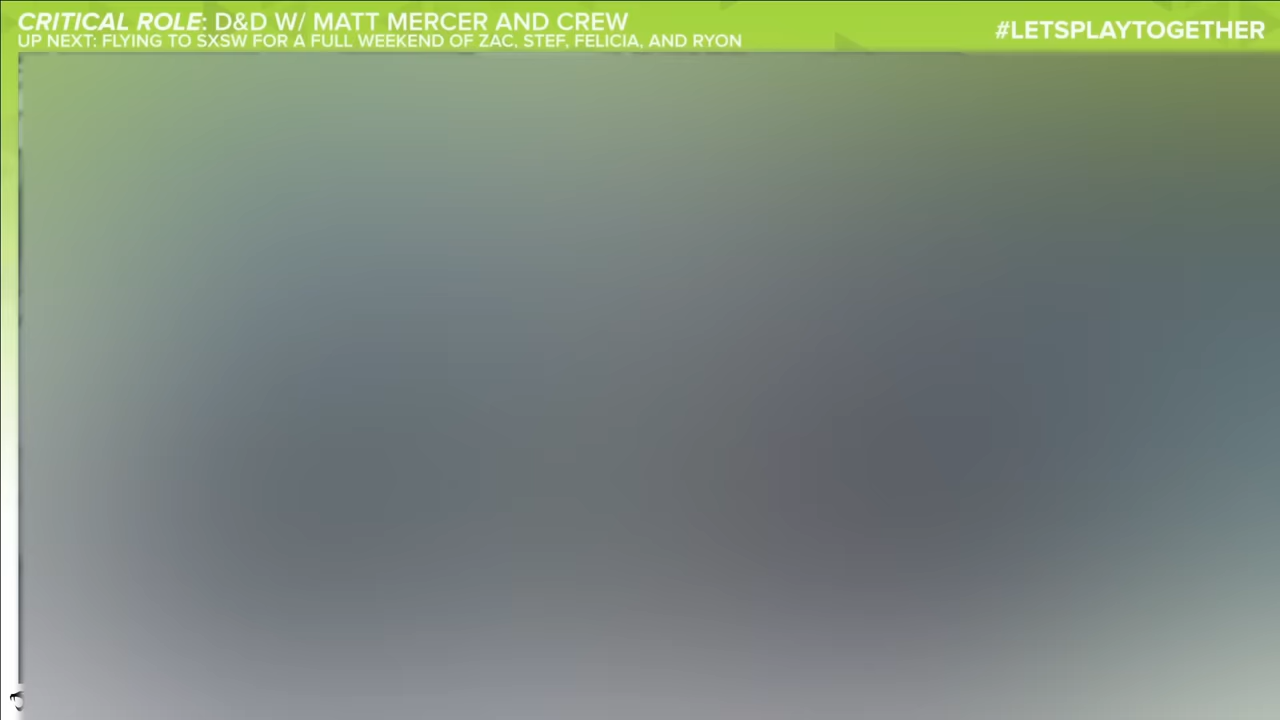 CRITICAL ROLE: D&D W/ MATT MERCER AND CREW
UP NEXT: FLYING TO SXSW FOR A FULL WEEKEND OF ZAC, STEF, FELICIA, AND RYON
#LETSPLAYTOGETHER